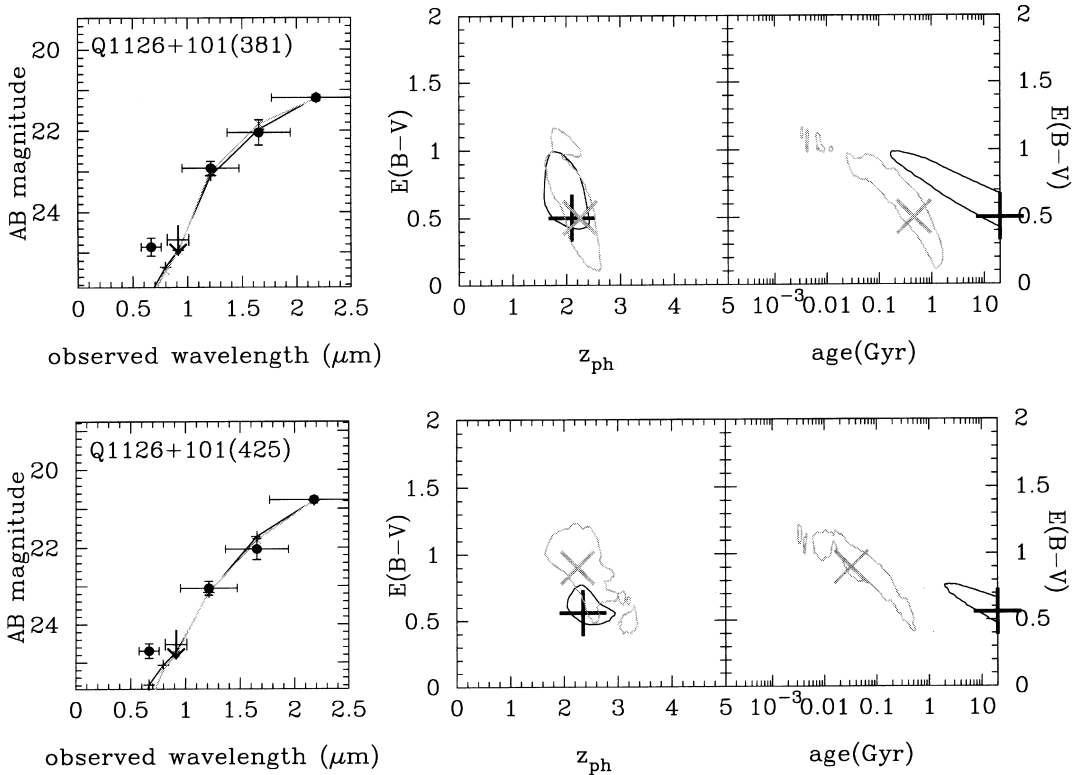 Q1126+101(381)
AB magnitude
20
22
24
0 0.5 1 1.5 2 2.5
observed wavelength (μm)
E(B−V)
2
1.5
1
0.5
0
0 1 2 3 4 5
z_ph
10^−3 0.01 0.1 1 10
age(Gyr)
2
1.5
1
0.5
0
E(B−V)
Q1126+101(425)
AB magnitude
20
22
24
0 0.5 1 1.5 2 2.5
observed wavelength (μm)
E(B−V)
2
1.5
1
0.5
0
0 1 2 3 4 5
z_ph
10^−3 0.01 0.1 1 10
age(Gyr)
2
1.5
1
0.5
0
E(B−V)